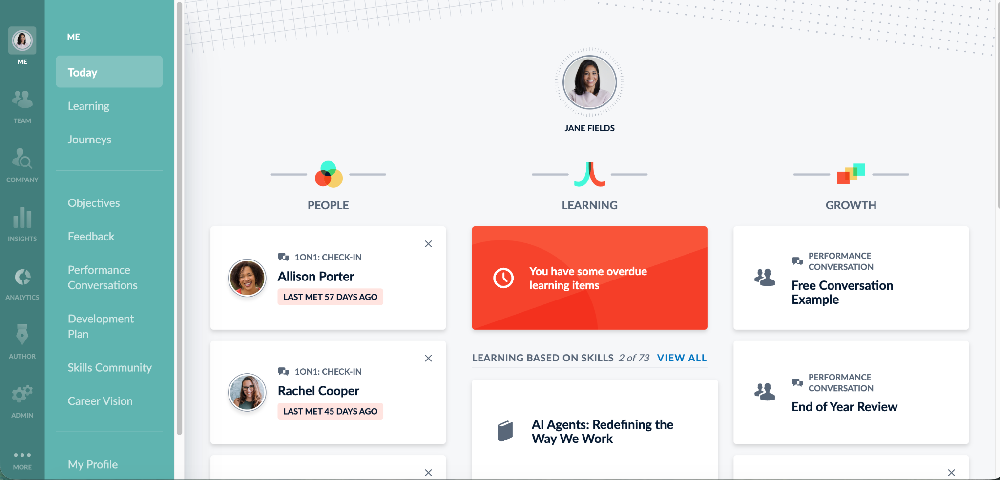 ME
TEAM
COMPANY
INSIGHTS
ANALYTICS
AUTHOR
ADMIN
MORE
ME
Today
Learning
Journeys
Objectives
Feedback
Performance
Conversations
Development
Plan
Skills Community
Career Vision
My Profile
JANE FIELDS
PEOPLE
1ON1: CHECK-IN
Allison Porter
LAST MET 57 DAYS AGO
1ON1: CHECK-IN
Rachel Cooper
LAST MET 45 DAYS AGO
LEARNING
You have some overdue
learning items
LEARNING BASED ON SKILLS 2 of 73 VIEW ALL
AI Agents: Redefining the
Way We Work
GROWTH
PERFORMANCE
CONVERSATION
Free Conversation
Example
PERFORMANCE
CONVERSATION
End of Year Review